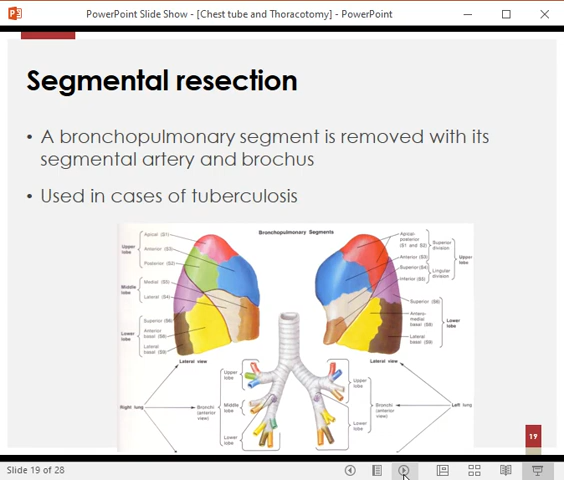 PowerPoint Slide Show - [Chest tube and Thoracotomy] - PowerPoint
Segmental resection
• A bronchopulmonary segment is removed with its
segmental artery and brochus
• Used in cases of tuberculosis
Bronchopulmonary Segments
Upper
lobe
Apical (S1)
Anterior (S3)
Posterior (S2)
Middle
lobe
Medial (S5)
Lateral (S4)
Lower
lobe
Superior (S6)
Anterior
basal (S8)
Lateral
basal (S9)
Lateral view
Apical
posterior
(S1 and S2)
Anterior (S3)
Superior (S4)
Inferior (S5)
Superior
division
Lingular
division
Upper
lobe
Superior (S6)
Antero-
medial
basal (S8)
Lateral
basal (S9)
Lower
lobe
Lateral view
Right lung
Bronchi
(anterior
view)
Upper
lobe
Middle
lobe
Lower
lobe
Upper
lobe
Lower
lobe
Bronchi
(anterior view)
Left lung
19
Slide 19 of 28